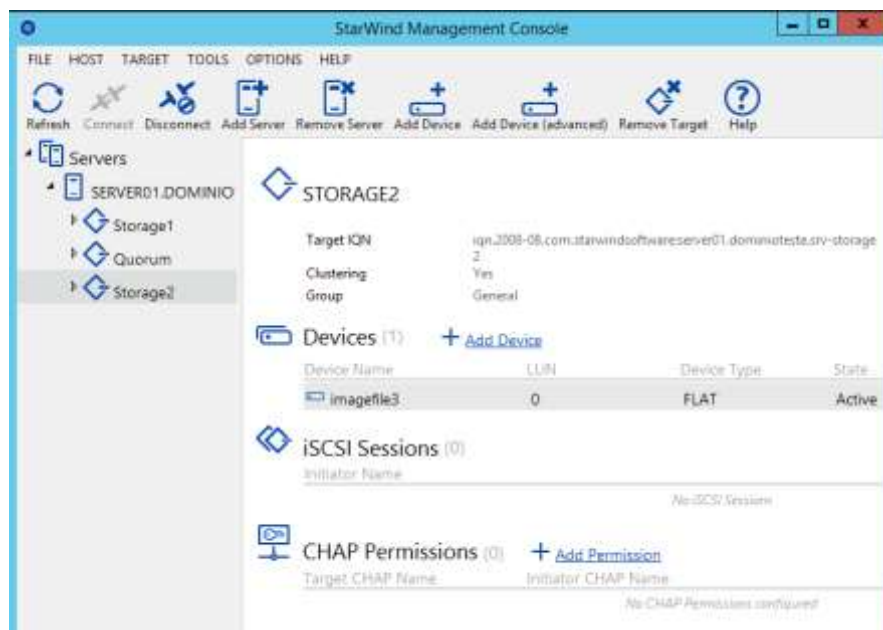 StarWind Management Console
FILE HOST TARGET TOOLS OPTIONS HELP
Refresh Connect Disconnect Add Server Remove Server Add Device Add Device (advanced) Remove Target Help
Servers
SERVER01.DOMINIO
Storage1
Quorum
Storage2
STORAGE2
Target IQN iqn.2008-08.com.starwindsoftware:server01.dominioteste.srv-storage
2
Clustering Yes
Group General
Devices (1) + Add Device
Device Name LUN Device Type State
imagefile3 0 FLAT Active
iSCSI Sessions (0)
Initiator Name
No iSCSI Sessions
CHAP Permissions (0) + Add Permission
Target CHAP Name Initiator CHAP Name
No CHAP Permissions configured